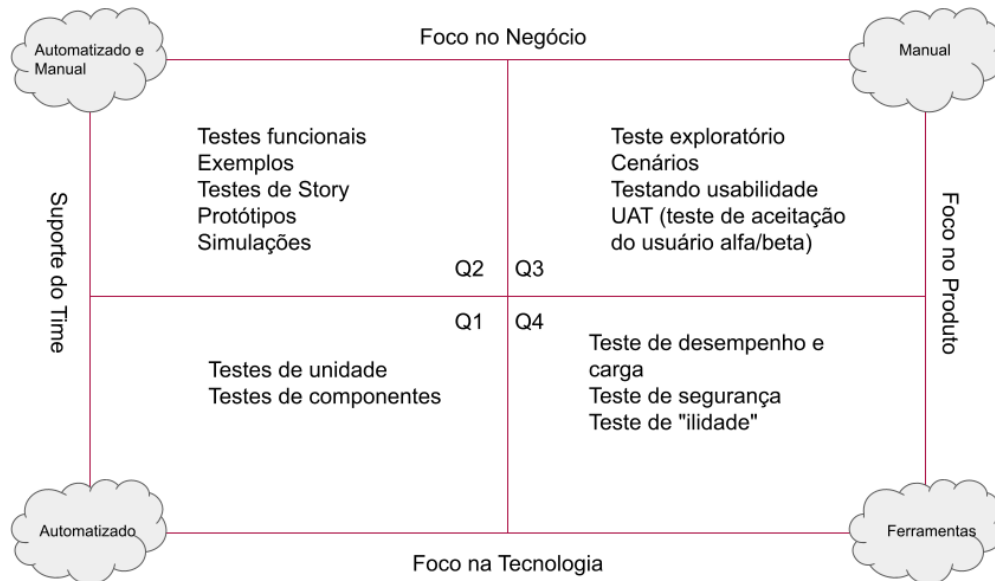 Automatizado e
Manual
Foco no Negócio
Manual
Testes funcionais
Exemplos
Testes de Story
Protótipos
Simulações
Teste exploratório
Cenários
Testando usabilidade
UAT (teste de aceitação
do usuário alfa/beta)
Suporte do Time
Foco no Produto
Q2
Q3
Q1
Q4
Testes de unidade
Testes de componentes
Teste de desempenho e
carga
Teste de segurança
Teste de "ilidade"
Automatizado
Foco na Tecnologia
Ferramentas